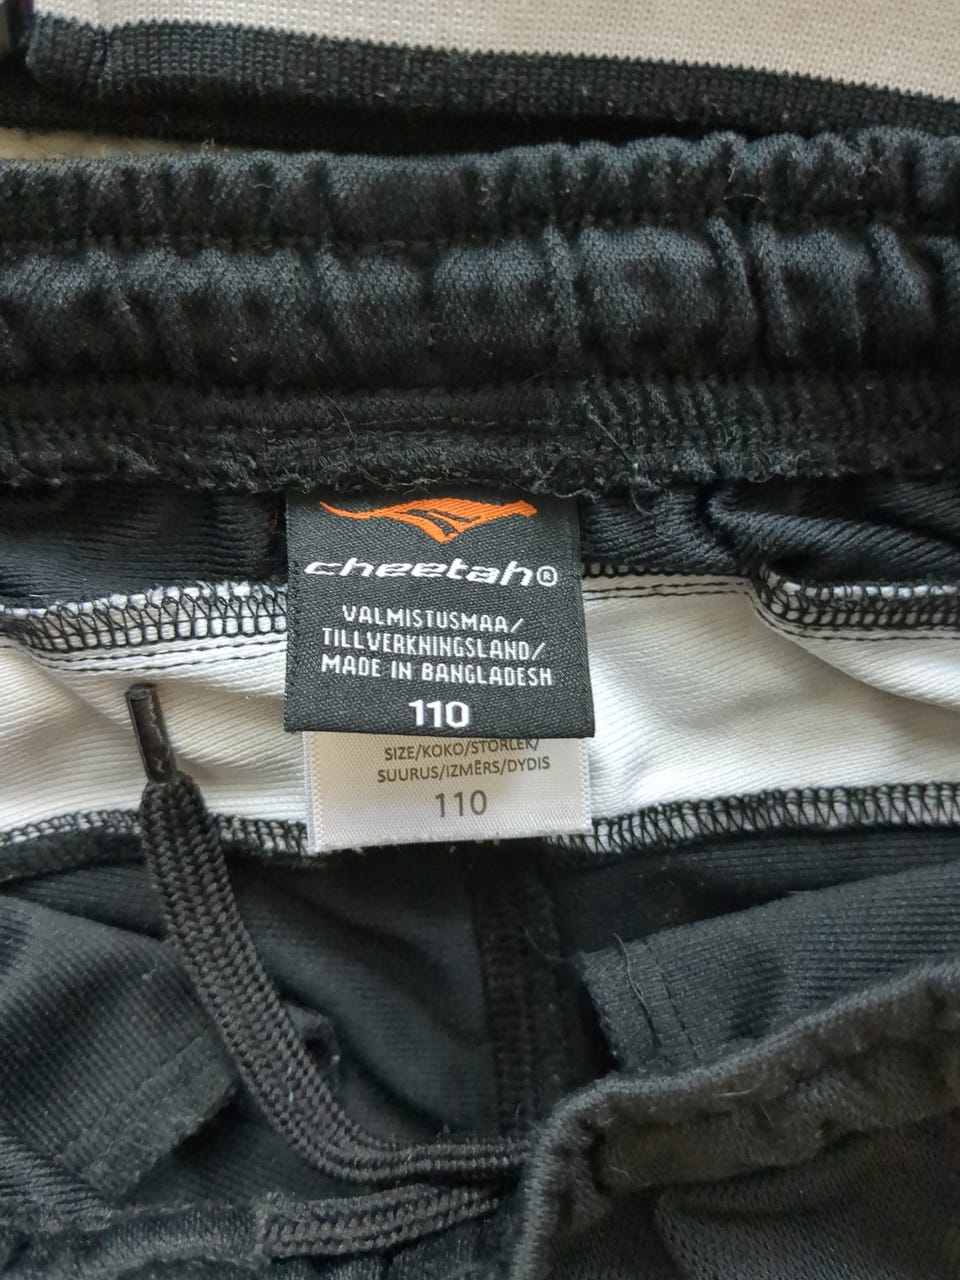 cheetah®
VALMISTUSMAA/
TILLVERKNINGSLAND/
MADE IN BANGLADESH
110
SIZE/KOKO/STORLEK/
SUURUS/IZMĒRS/DYDIS
110